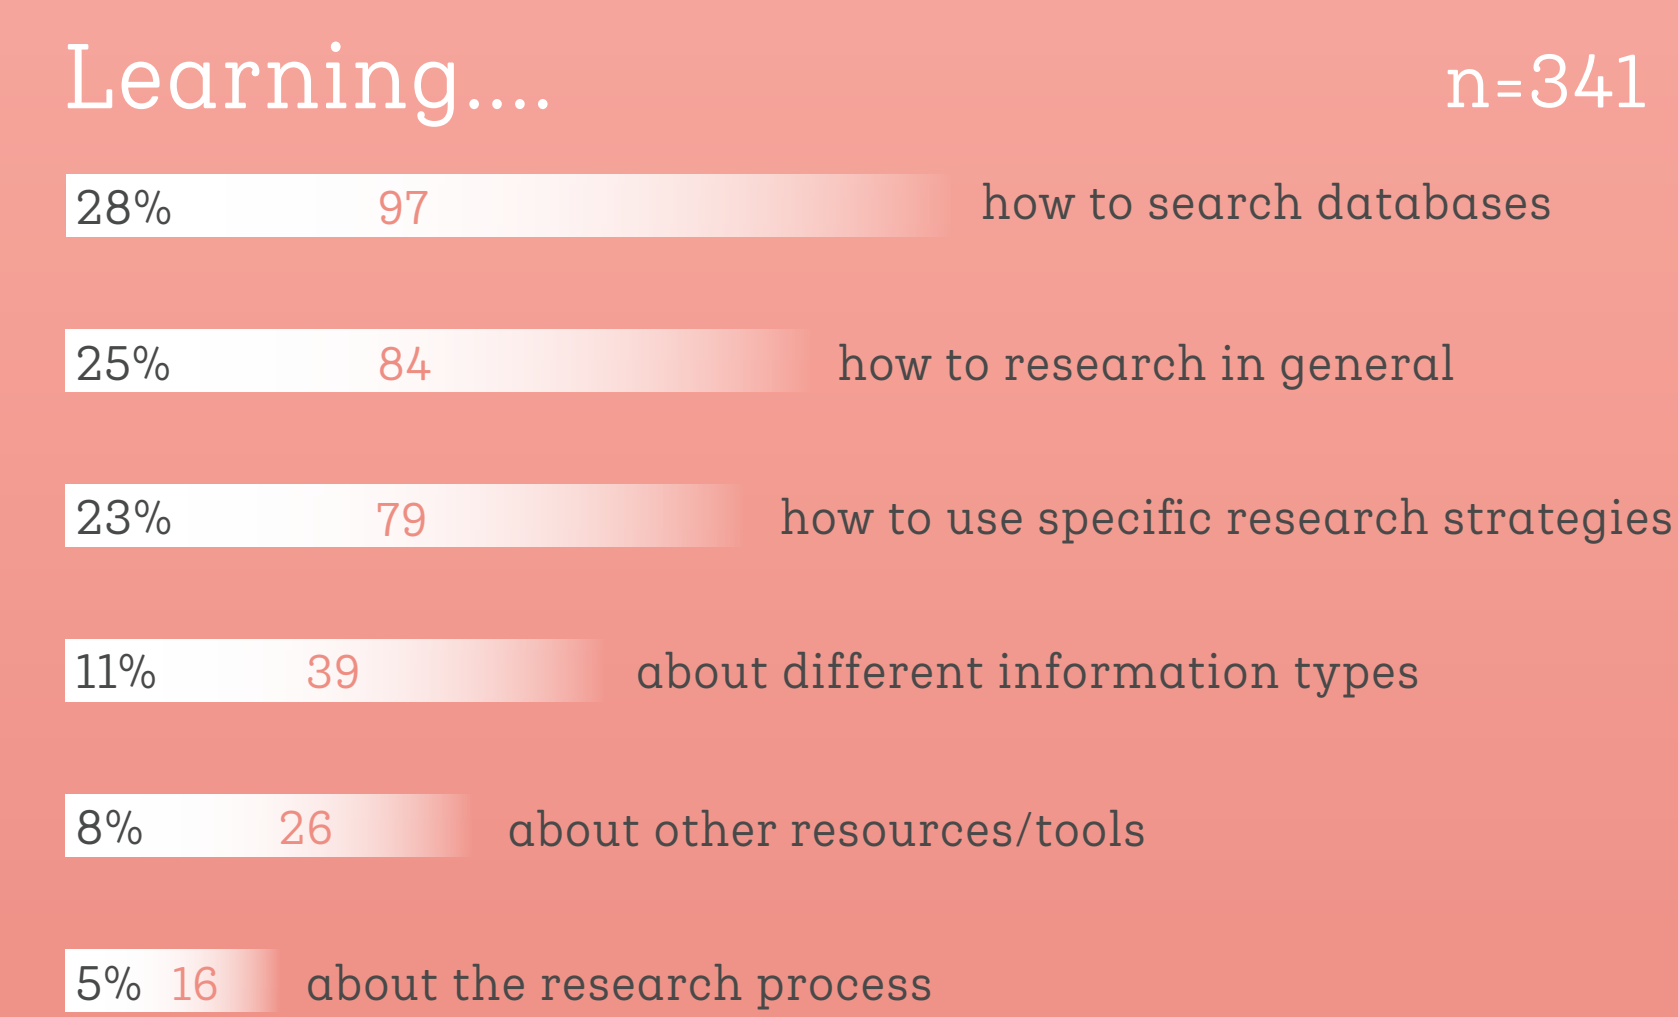 Learning.... n=341
28% 97 how to search databases
25% 84 how to research in general
23% 79 how to use specific research strategies
11% 39 about different information types
8% 26 about other resources/tools
5% 16 about the research process